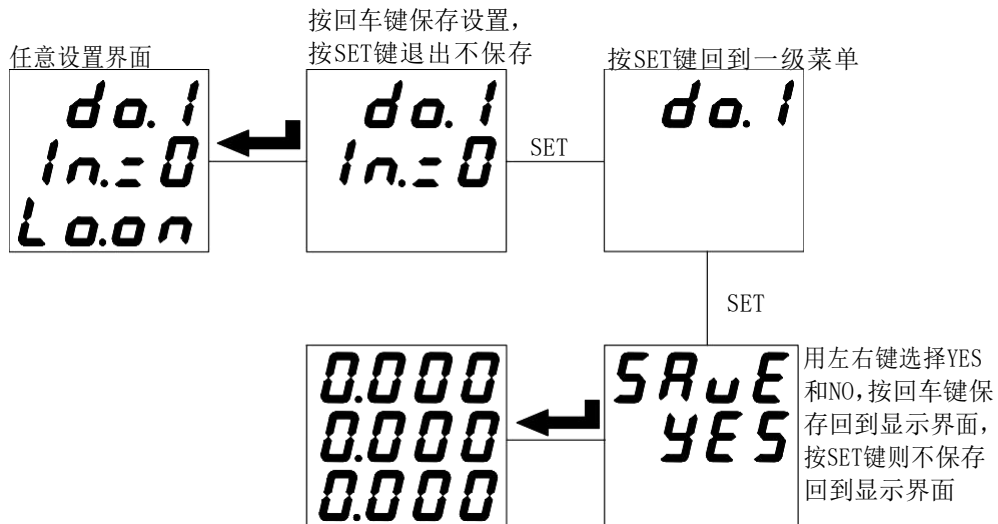 按回车键保存设置，
按SET键退出不保存
任意设置界面
按SET键回到一级菜单
do.1
In.=0
Lo.on
do.1
In.=0
SET
do.1
SET
0.000
0.000
0.000
SAvE
YES
用左右键选择YES
和NO,按回车键保
存回到显示界面，
按SET键则不保存
回到显示界面